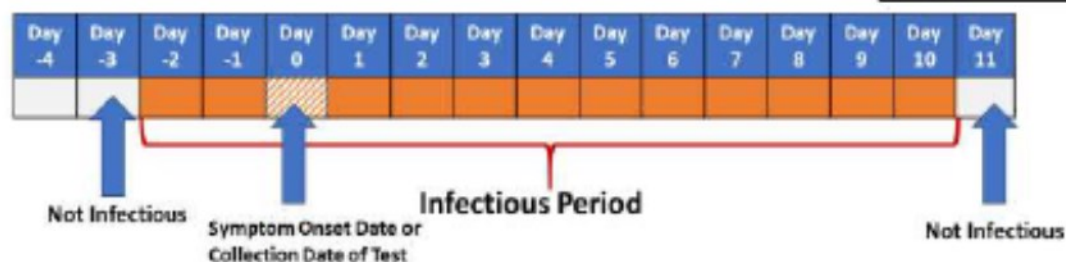 Day Day Day Day Day Day Day Day Day Day Day Day Day Day Day Day
-4 -3 -2 -1 0 1 2 3 4 5 6 7 8 9 10 11
Not Infectious
Symptom Onset Date or
Collection Date of Test
Infectious Period
Not Infectious